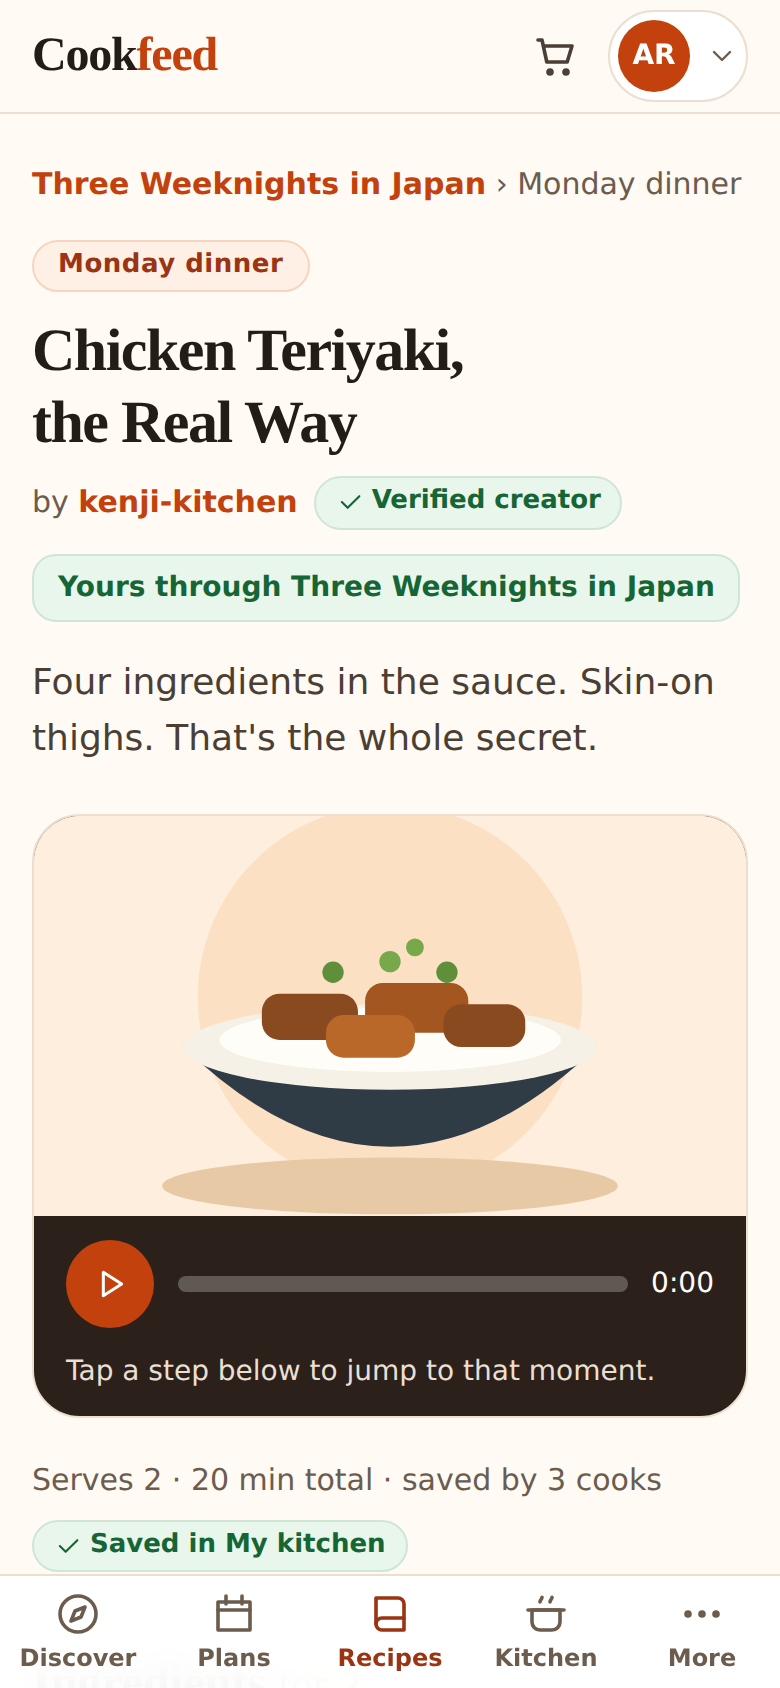 Cookfeed
AR
Three Weeknights in Japan › Monday dinner
Monday dinner
Chicken Teriyaki,
the Real Way
by kenji-kitchen
Verified creator
Yours through Three Weeknights in Japan
Four ingredients in the sauce. Skin-on
thighs. That's the whole secret.
0:00
Tap a step below to jump to that moment.
Serves 2 · 20 min total · saved by 3 cooks
Saved in My kitchen
Discover
Plans
Recipes
Kitchen
More
Ingredients for 2